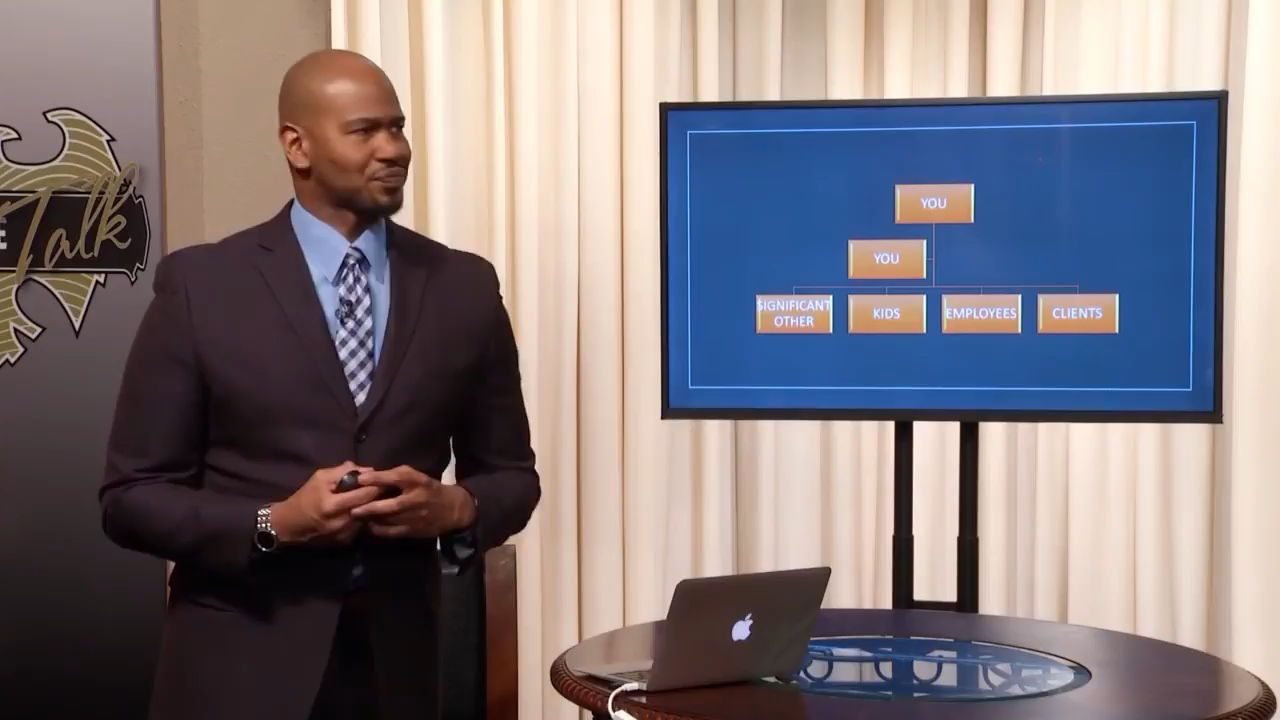 Talk
YOU
YOU
SIGNIFICANT
OTHER
KIDS
EMPLOYEES
CLIENTS